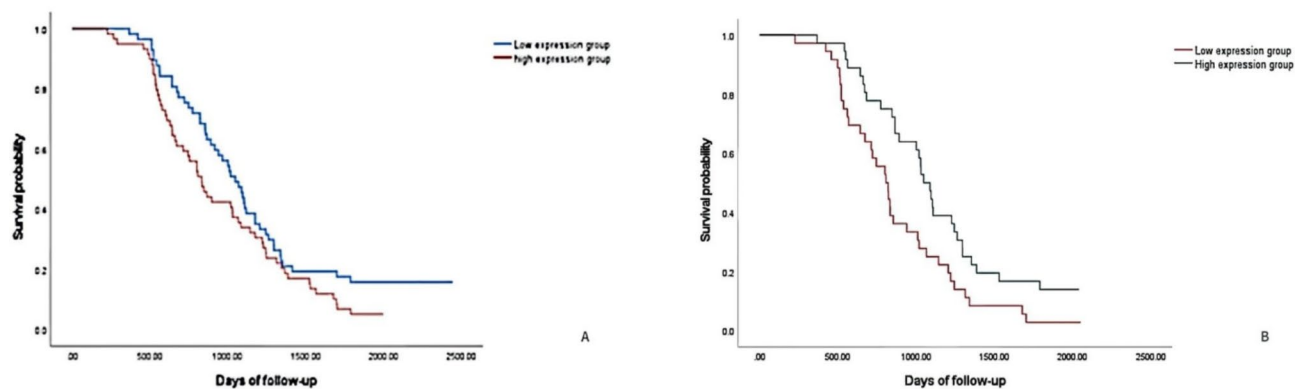 1.0
0.8
0.6
0.4
0.2
0.0
Survival probability
Low expression group
high expression group
.00 500.00 1000.00 1500.00 2000.00 2500.00
Days of follow-up
A
1.0
0.8
0.6
0.4
0.2
0.0
Survival probability
Low expression group
High expression group
.00 500.00 1000.00 1500.00 2000.00 2500.00
Days of follow-up
B